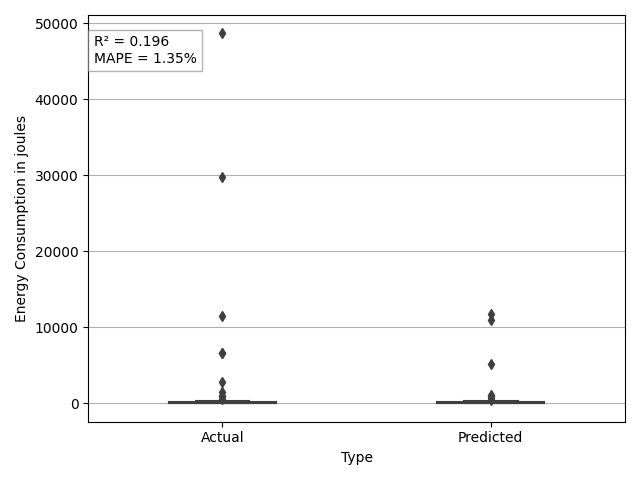 50000
R² = 0.196
MAPE = 1.35%
40000
30000
20000
10000
0
Energy Consumption in joules
Actual
Predicted
Type